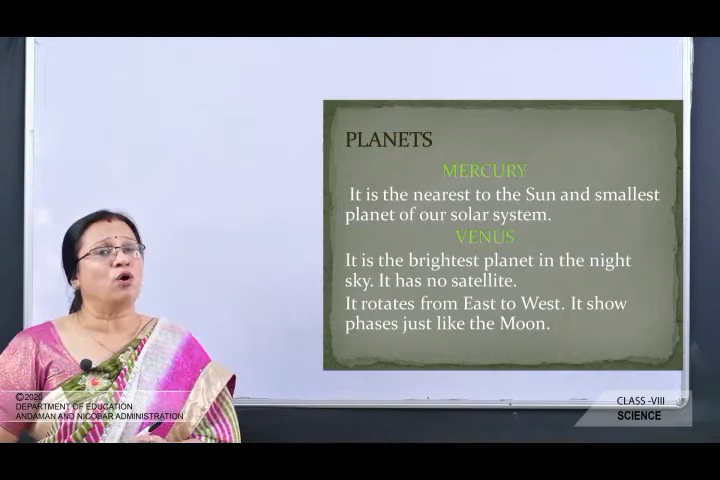 PLANETS
MERCURY
It is the nearest to the Sun and smallest
planet of our solar system.
VENUS
It is the brightest planet in the night
sky. It has no satellite.
It rotates from East to West. It show
phases just like the Moon.
©2020
DEPARTMENT OF EDUCATION
ANDAMAN AND NICOBAR ADMINISTRATION
CLASS -VIII
SCIENCE